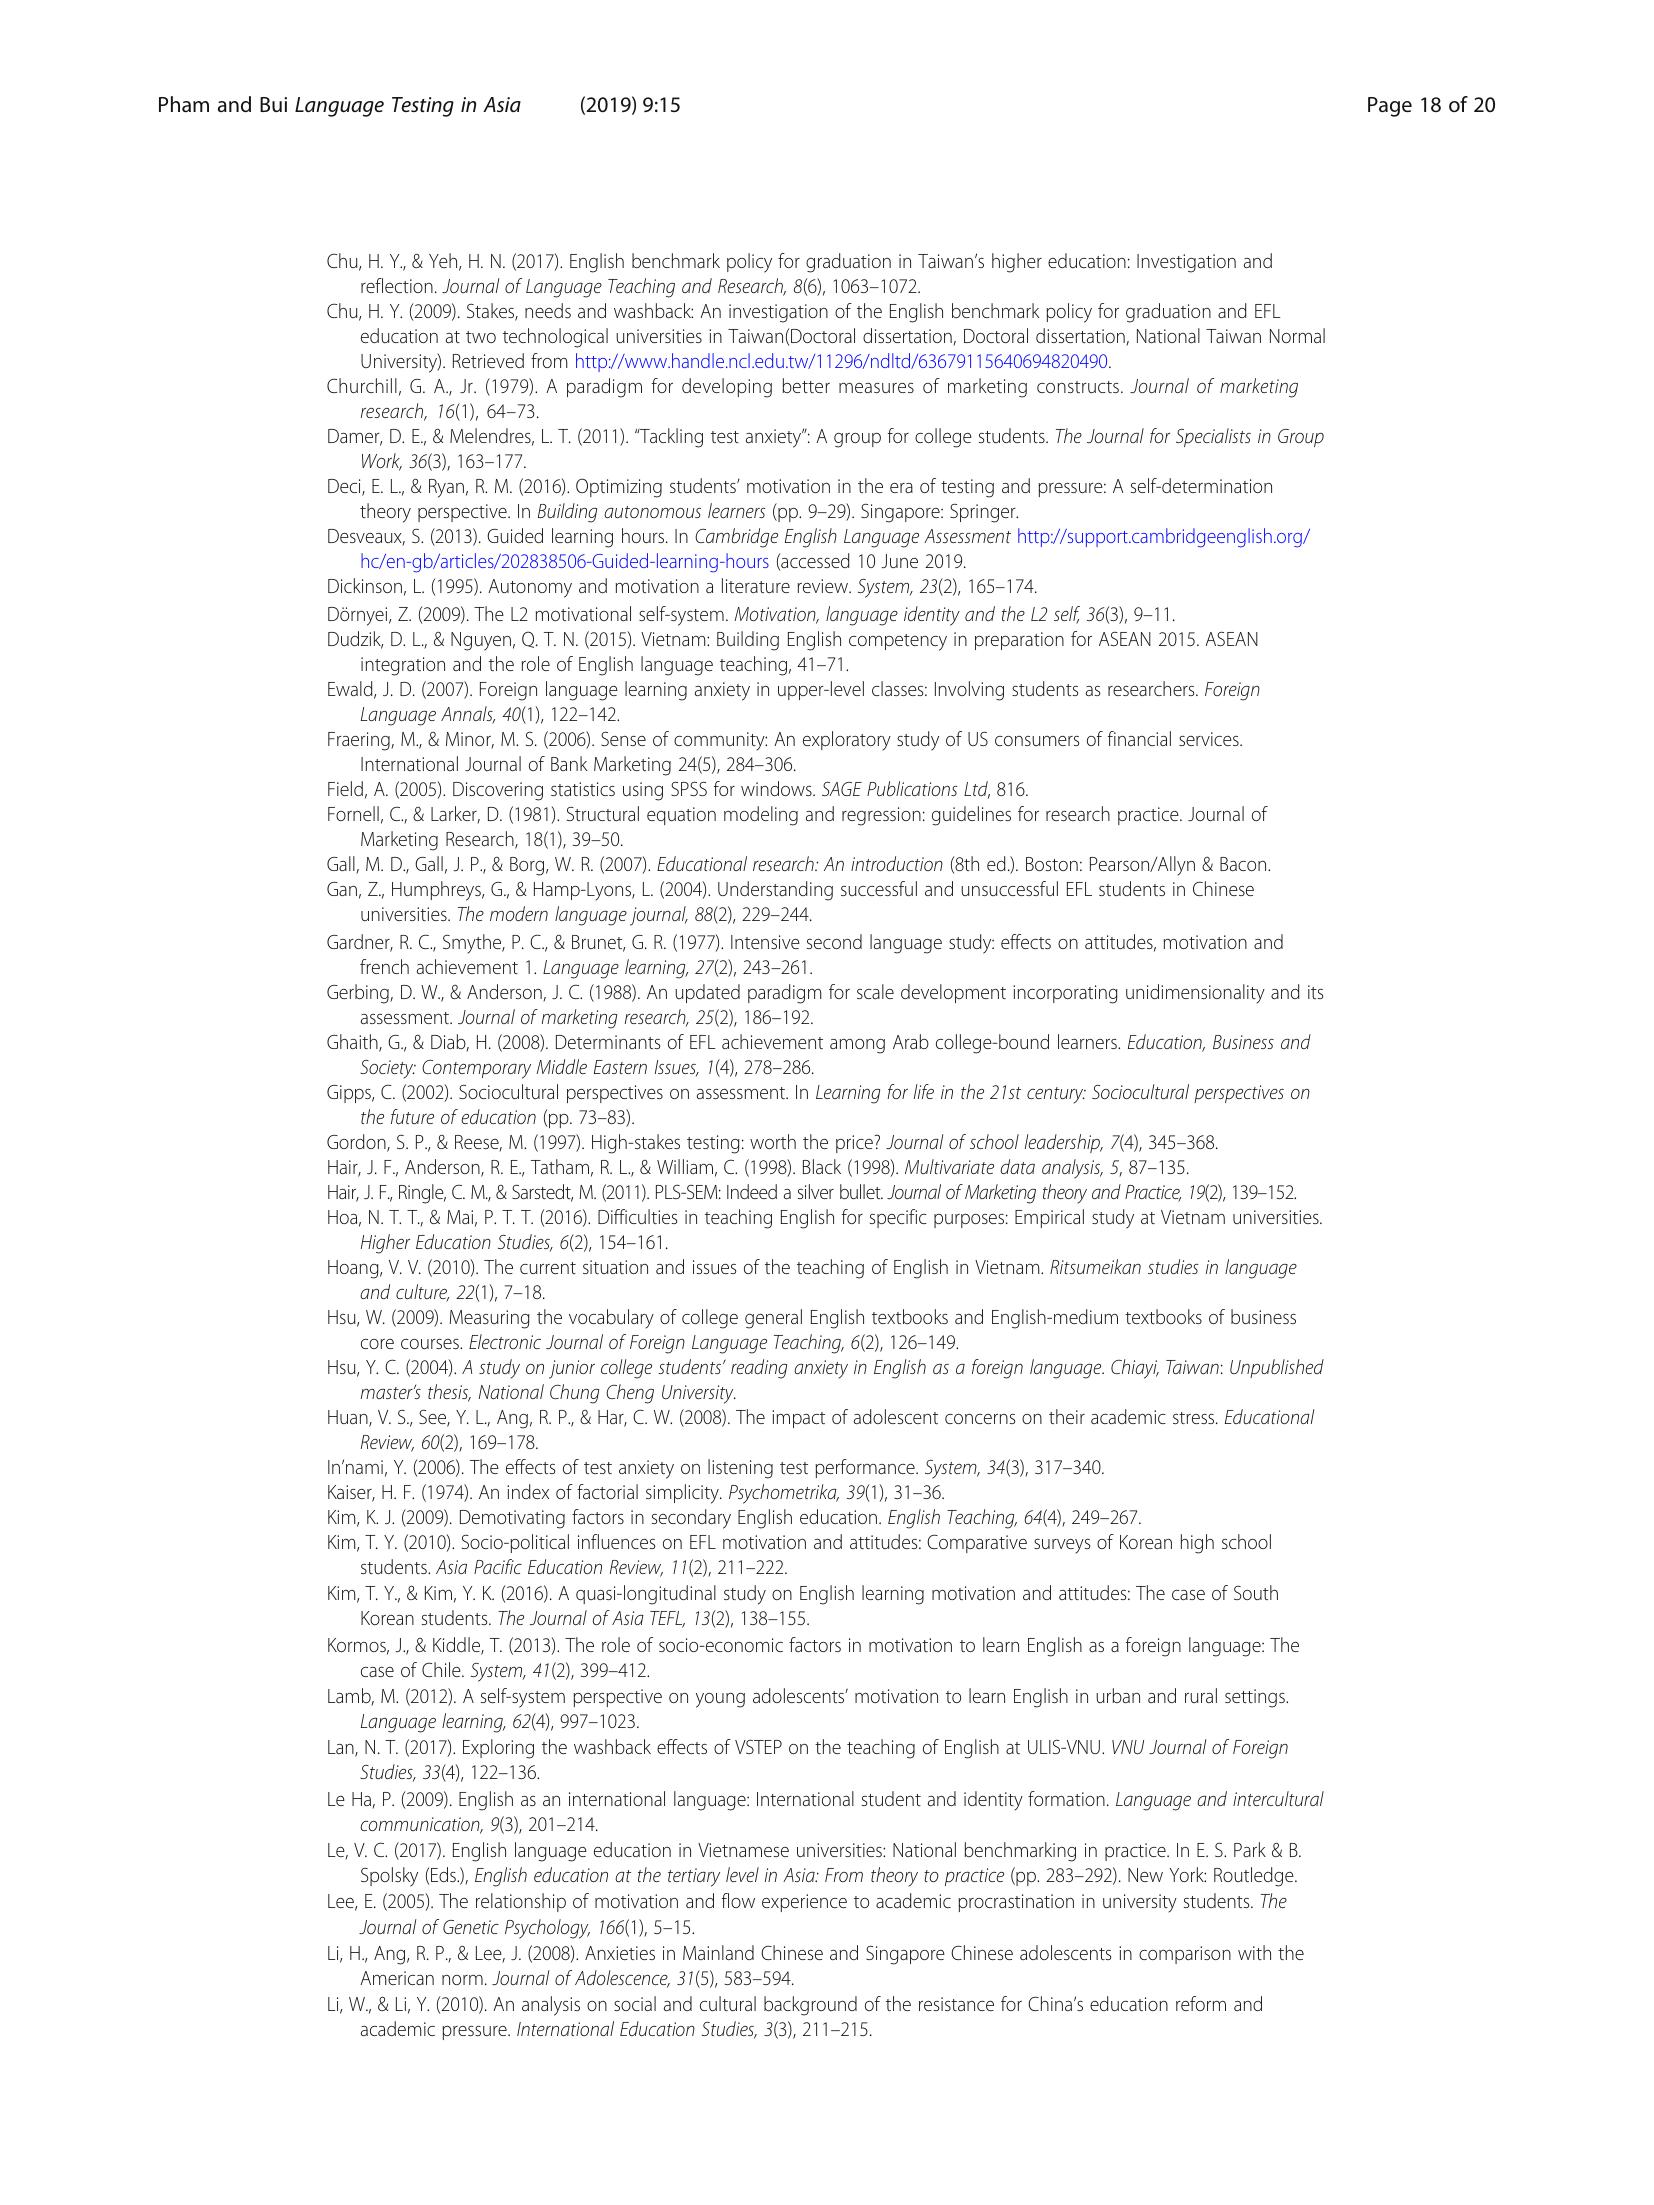 Pham and Bui Language Testing in Asia (2019) 9:15 Page 18 of 20
Chu, H. Y., & Yeh, H. N. (2017). English benchmark policy for graduation in Taiwan’s higher education: Investigation and
reflection. Journal of Language Teaching and Research, 8(6), 1063–1072.
Chu, H. Y. (2009). Stakes, needs and washback: An investigation of the English benchmark policy for graduation and EFL
education at two technological universities in Taiwan(Doctoral dissertation, Doctoral dissertation, National Taiwan Normal
University). Retrieved from http://www.handle.ncl.edu.tw/11296/ndltd/63679115640694820490.
Churchill, G. A., Jr. (1979). A paradigm for developing better measures of marketing constructs. Journal of marketing
research, 16(1), 64–73.
Damer, D. E., & Melendres, L. T. (2011). “Tackling test anxiety”: A group for college students. The Journal for Specialists in Group
Work, 36(3), 163–177.
Deci, E. L., & Ryan, R. M. (2016). Optimizing students’ motivation in the era of testing and pressure: A self-determination
theory perspective. In Building autonomous learners (pp. 9–29). Singapore: Springer.
Desveaux, S. (2013). Guided learning hours. In Cambridge English Language Assessment http://support.cambridgeenglish.org/
hc/en-gb/articles/202838506-Guided-learning-hours (accessed 10 June 2019.
Dickinson, L. (1995). Autonomy and motivation a literature review. System, 23(2), 165–174.
Dörnyei, Z. (2009). The L2 motivational self-system. Motivation, language identity and the L2 self, 36(3), 9–11.
Dudzik, D. L., & Nguyen, Q. T. N. (2015). Vietnam: Building English competency in preparation for ASEAN 2015. ASEAN
integration and the role of English language teaching, 41–71.
Ewald, J. D. (2007). Foreign language learning anxiety in upper-level classes: Involving students as researchers. Foreign
Language Annals, 40(1), 122–142.
Fraering, M., & Minor, M. S. (2006). Sense of community: An exploratory study of US consumers of financial services.
International Journal of Bank Marketing 24(5), 284–306.
Field, A. (2005). Discovering statistics using SPSS for windows. SAGE Publications Ltd, 816.
Fornell, C., & Larker, D. (1981). Structural equation modeling and regression: guidelines for research practice. Journal of
Marketing Research, 18(1), 39–50.
Gall, M. D., Gall, J. P., & Borg, W. R. (2007). Educational research: An introduction (8th ed.). Boston: Pearson/Allyn & Bacon.
Gan, Z., Humphreys, G., & Hamp-Lyons, L. (2004). Understanding successful and unsuccessful EFL students in Chinese
universities. The modern language journal, 88(2), 229–244.
Gardner, R. C., Smythe, P. C., & Brunet, G. R. (1977). Intensive second language study: effects on attitudes, motivation and
french achievement 1. Language learning, 27(2), 243–261.
Gerbing, D. W., & Anderson, J. C. (1988). An updated paradigm for scale development incorporating unidimensionality and its
assessment. Journal of marketing research, 25(2), 186–192.
Ghaith, G., & Diab, H. (2008). Determinants of EFL achievement among Arab college-bound learners. Education, Business and
Society: Contemporary Middle Eastern Issues, 1(4), 278–286.
Gipps, C. (2002). Sociocultural perspectives on assessment. In Learning for life in the 21st century: Sociocultural perspectives on
the future of education (pp. 73–83).
Gordon, S. P., & Reese, M. (1997). High-stakes testing: worth the price? Journal of school leadership, 7(4), 345–368.
Hair, J. F., Anderson, R. E., Tatham, R. L., & William, C. (1998). Black (1998). Multivariate data analysis, 5, 87–135.
Hair, J. F., Ringle, C. M., & Sarstedt, M. (2011). PLS-SEM: Indeed a silver bullet. Journal of Marketing theory and Practice, 19(2), 139–152.
Hoa, N. T. T., & Mai, P. T. T. (2016). Difficulties in teaching English for specific purposes: Empirical study at Vietnam universities.
Higher Education Studies, 6(2), 154–161.
Hoang, V. V. (2010). The current situation and issues of the teaching of English in Vietnam. Ritsumeikan studies in language
and culture, 22(1), 7–18.
Hsu, W. (2009). Measuring the vocabulary of college general English textbooks and English-medium textbooks of business
core courses. Electronic Journal of Foreign Language Teaching, 6(2), 126–149.
Hsu, Y. C. (2004). A study on junior college students’ reading anxiety in English as a foreign language. Chiayi, Taiwan: Unpublished
master’s thesis, National Chung Cheng University.
Huan, V. S., See, Y. L., Ang, R. P., & Har, C. W. (2008). The impact of adolescent concerns on their academic stress. Educational
Review, 60(2), 169–178.
In’nami, Y. (2006). The effects of test anxiety on listening test performance. System, 34(3), 317–340.
Kaiser, H. F. (1974). An index of factorial simplicity. Psychometrika, 39(1), 31–36.
Kim, K. J. (2009). Demotivating factors in secondary English education. English Teaching, 64(4), 249–267.
Kim, T. Y. (2010). Socio-political influences on EFL motivation and attitudes: Comparative surveys of Korean high school
students. Asia Pacific Education Review, 11(2), 211–222.
Kim, T. Y., & Kim, Y. K. (2016). A quasi-longitudinal study on English learning motivation and attitudes: The case of South
Korean students. The Journal of Asia TEFL, 13(2), 138–155.
Kormos, J., & Kiddle, T. (2013). The role of socio-economic factors in motivation to learn English as a foreign language: The
case of Chile. System, 41(2), 399–412.
Lamb, M. (2012). A self-system perspective on young adolescents’ motivation to learn English in urban and rural settings.
Language learning, 62(4), 997–1023.
Lan, N. T. (2017). Exploring the washback effects of VSTEP on the teaching of English at ULIS-VNU. VNU Journal of Foreign
Studies, 33(4), 122–136.
Le Ha, P. (2009). English as an international language: International student and identity formation. Language and intercultural
communication, 9(3), 201–214.
Le, V. C. (2017). English language education in Vietnamese universities: National benchmarking in practice. In E. S. Park & B.
Spolsky (Eds.), English education at the tertiary level in Asia: From theory to practice (pp. 283–292). New York: Routledge.
Lee, E. (2005). The relationship of motivation and flow experience to academic procrastination in university students. The
Journal of Genetic Psychology, 166(1), 5–15.
Li, H., Ang, R. P., & Lee, J. (2008). Anxieties in Mainland Chinese and Singapore Chinese adolescents in comparison with the
American norm. Journal of Adolescence, 31(5), 583–594.
Li, W., & Li, Y. (2010). An analysis on social and cultural background of the resistance for China’s education reform and
academic pressure. International Education Studies, 3(3), 211–215.